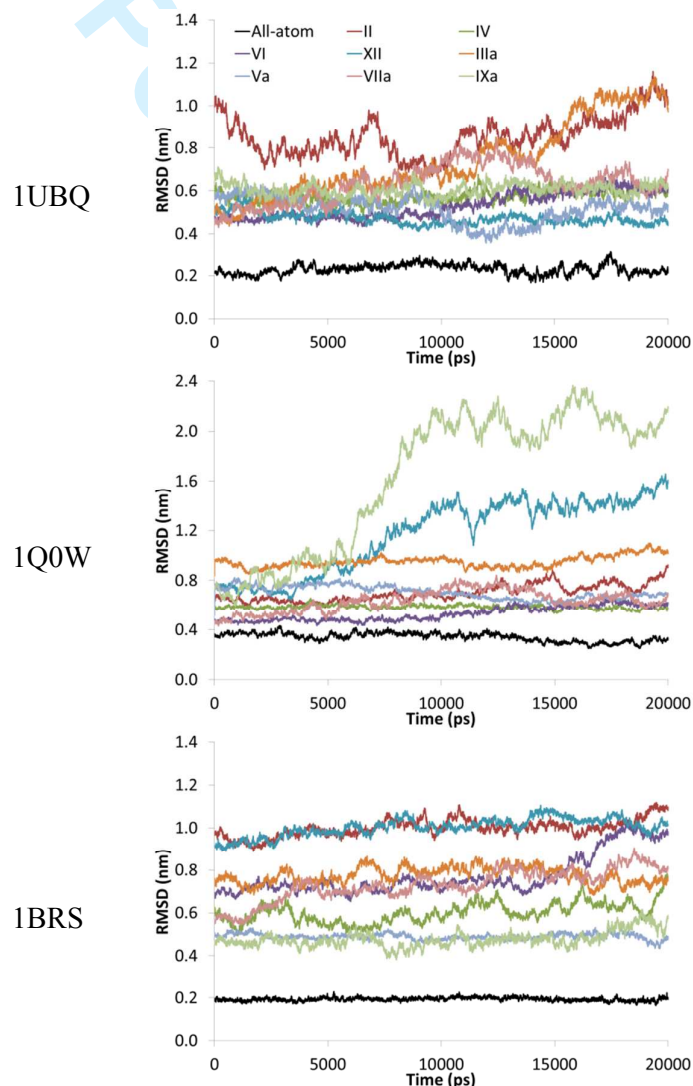 All-atom II IV
VI XII IIIa
Va VIIa IXa
1UBQ
RMSD (nm)
1.4
1.2
1.0
0.8
0.6
0.4
0.2
0.0
0 5000 10000 15000 20000
Time (ps)
1Q0W
RMSD (nm)
2.4
2.0
1.6
1.2
0.8
0.4
0.0
0 5000 10000 15000 20000
Time (ps)
1BRS
RMSD (nm)
1.4
1.2
1.0
0.8
0.6
0.4
0.2
0.0
0 5000 10000 15000 20000
Time (ps)